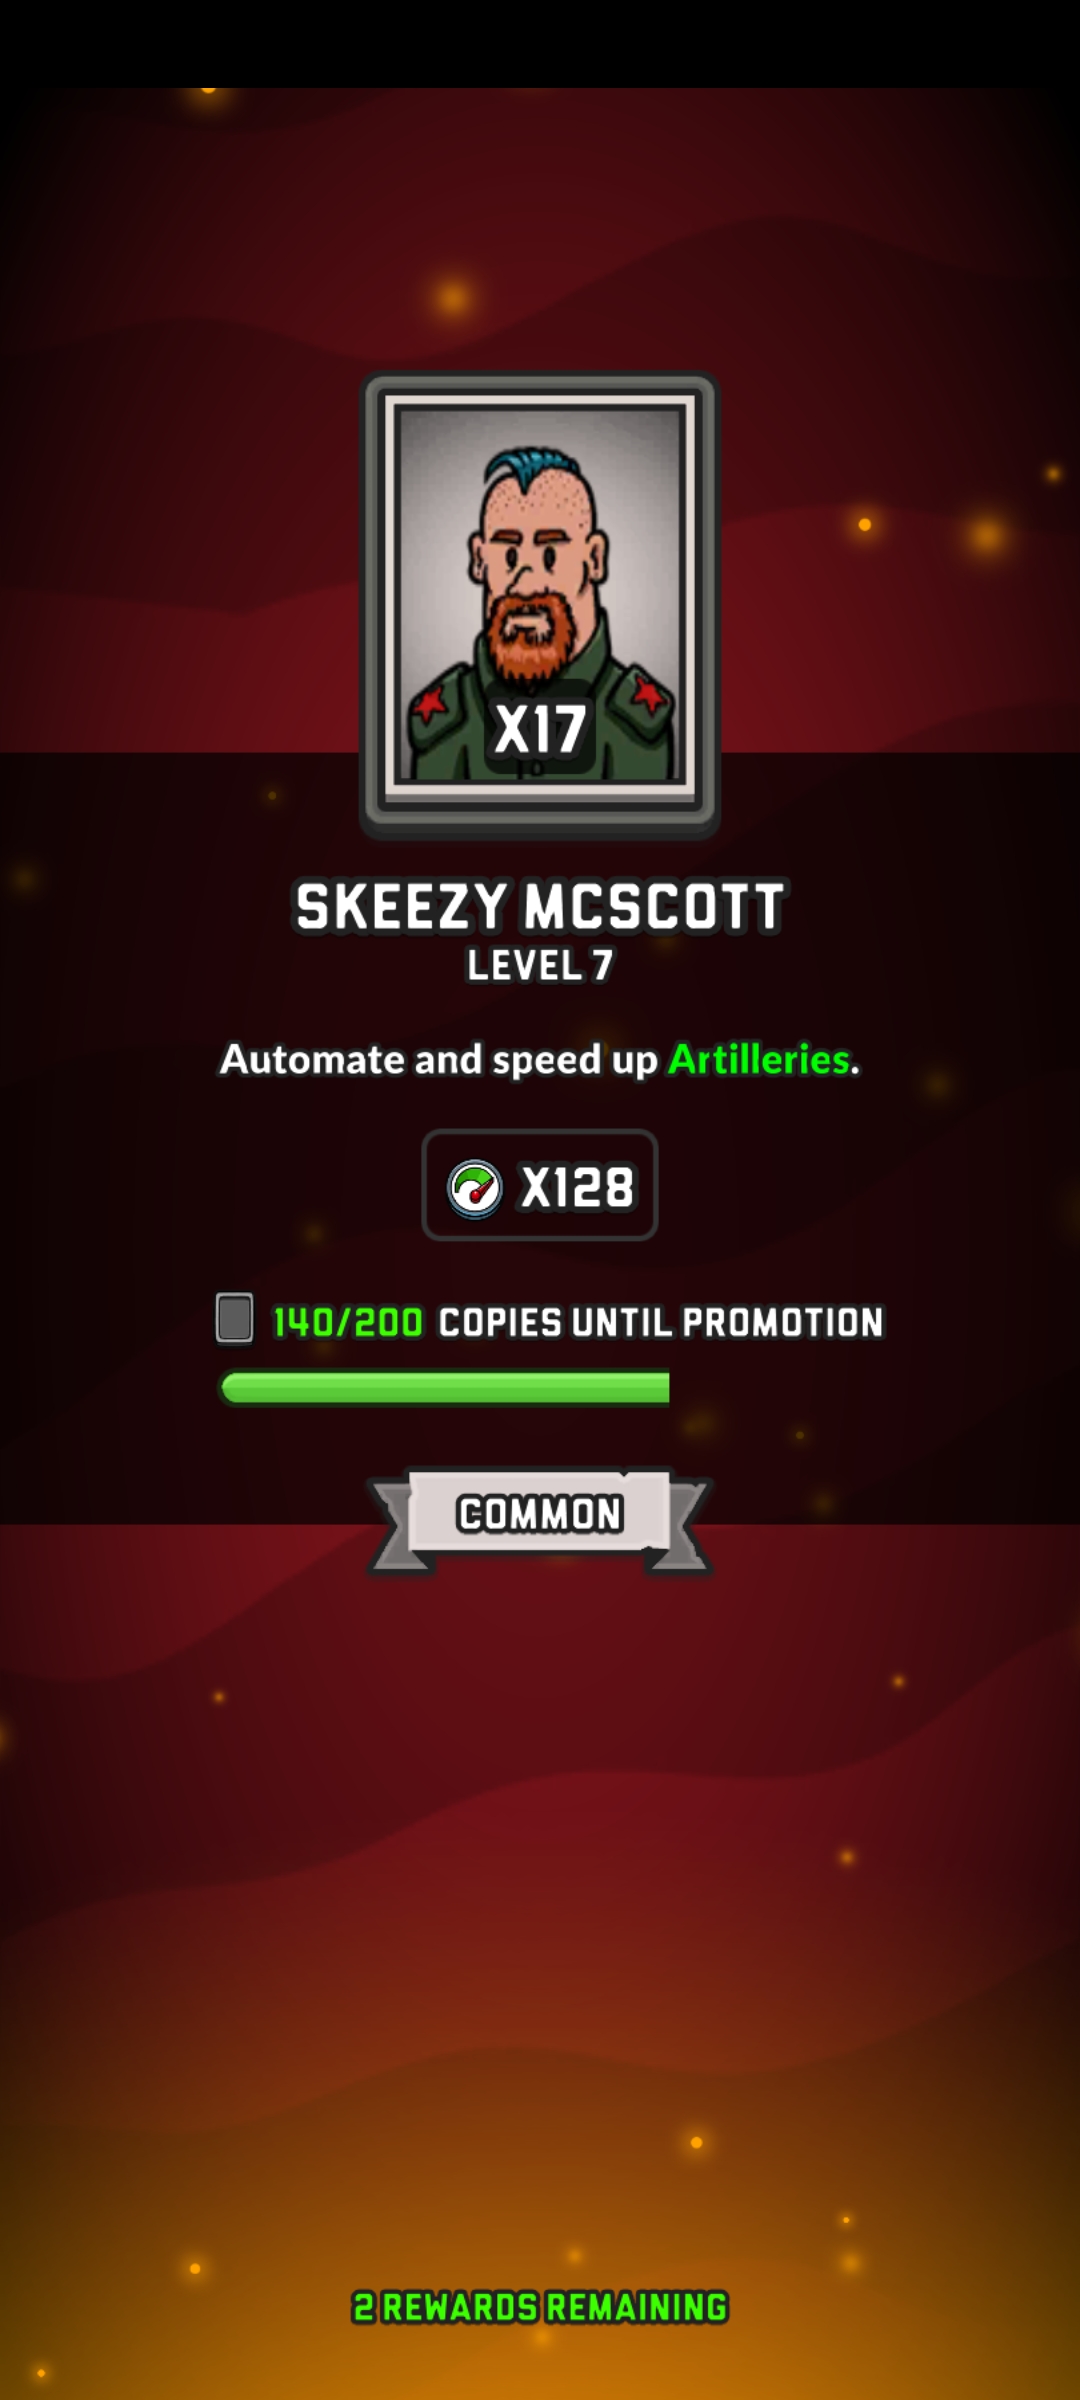 X17
SKEEZY MCSCOTT
LEVEL 7
Automate and speed up Artilleries.
X128
140/200 COPIES UNTIL PROMOTION
COMMON
2 REWARDS REMAINING